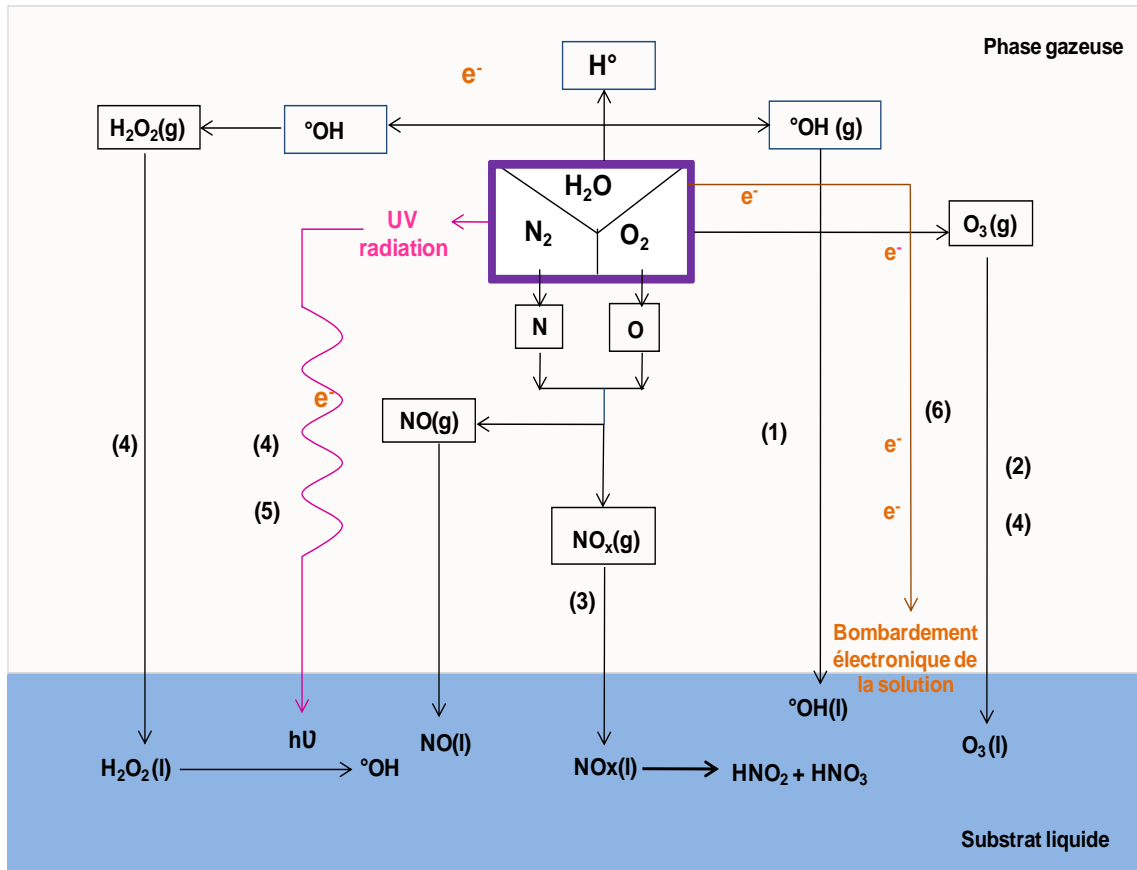 Phase gazeuse
H°
e-
H2O2(g)
°OH
°OH (g)
H2O
N2
O2
e-
UV
radiation
O3(g)
e-
N
O
e-
NO(g)
(4)
(4)
(5)
(1)
(6)
e-
(2)
e-
(4)
NOx(g)
(3)
Bombardement
électronique de
la solution
°OH(l)
hʋ
NO(l)
O3(l)
H2O2(l)
°OH
NOx(l)
HNO2 + HNO3
Substrat liquide